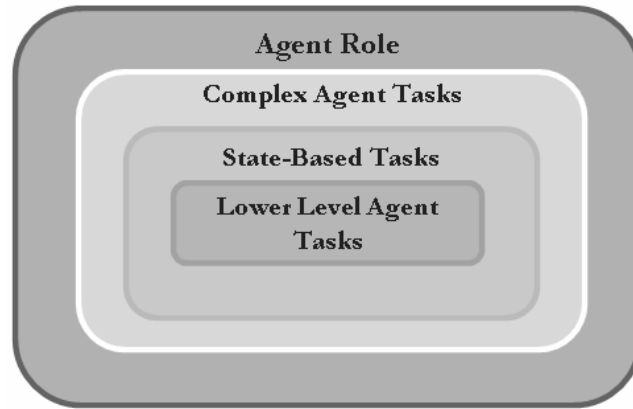 Agent Role
Complex Agent Tasks
State-Based Tasks
Lower Level Agent
Tasks